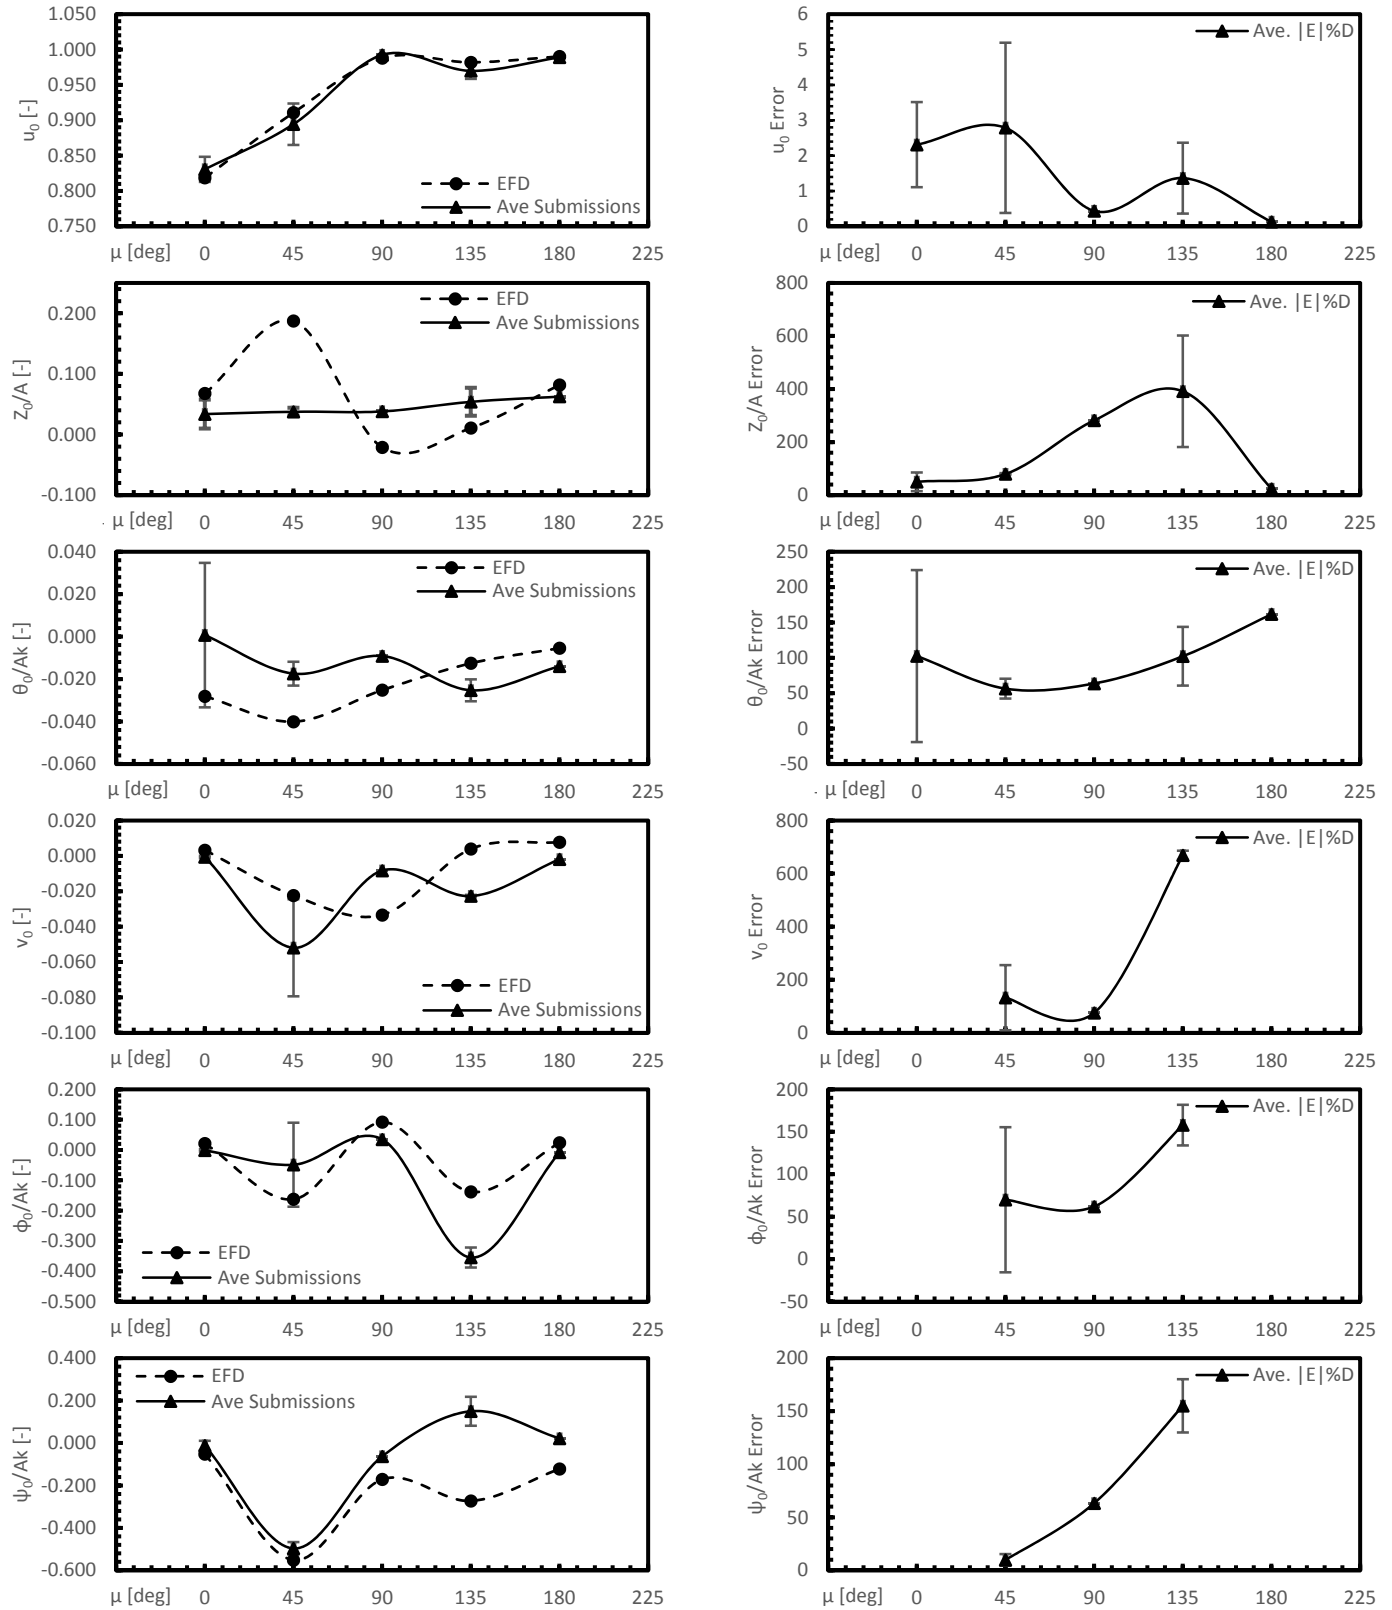 1.050
1.000
0.950
0.900
0.850
0.800
0.750
u₀ [-]
EFD
Ave Submissions
μ [deg] 0 45 90 135 180 225
6
5
4
3
2
1
0
u₀ Error
Ave. |E|%D
μ [deg] 0 45 90 135 180 225
0.200
0.100
0.000
-0.100
Z₀/A [-]
EFD
Ave Submissions
μ [deg] 0 45 90 135 180 225
800
600
400
200
0
Z₀/A Error
Ave. |E|%D
μ [deg] 0 45 90 135 180 225
0.040
0.020
0.000
-0.020
-0.040
-0.060
θ₀/Ak [-]
EFD
Ave Submissions
μ [deg] 0 45 90 135 180 225
250
200
150
100
50
0
-50
θ₀/Ak Error
Ave. |E|%D
μ [deg] 0 45 90 135 180 225
0.020
0.000
-0.020
-0.040
-0.060
-0.080
-0.100
v₀ [-]
EFD
Ave Submissions
μ [deg] 0 45 90 135 180 225
800
600
400
200
0
v₀ Error
Ave. |E|%D
μ [deg] 0 45 90 135 180 225
0.200
0.100
0.000
-0.100
-0.200
-0.300
-0.400
-0.500
ϕ₀/Ak [-]
EFD
Ave Submissions
μ [deg] 0 45 90 135 180 225
200
150
100
50
0
-50
ϕ₀/Ak Error
Ave. |E|%D
μ [deg] 0 45 90 135 180 225
0.400
0.200
0.000
-0.200
-0.400
-0.600
ψ₀/Ak [-]
EFD
Ave Submissions
μ [deg] 0 45 90 135 180 225
200
150
100
50
0
ψ₀/Ak Error
Ave. |E|%D
μ [deg] 0 45 90 135 180 225